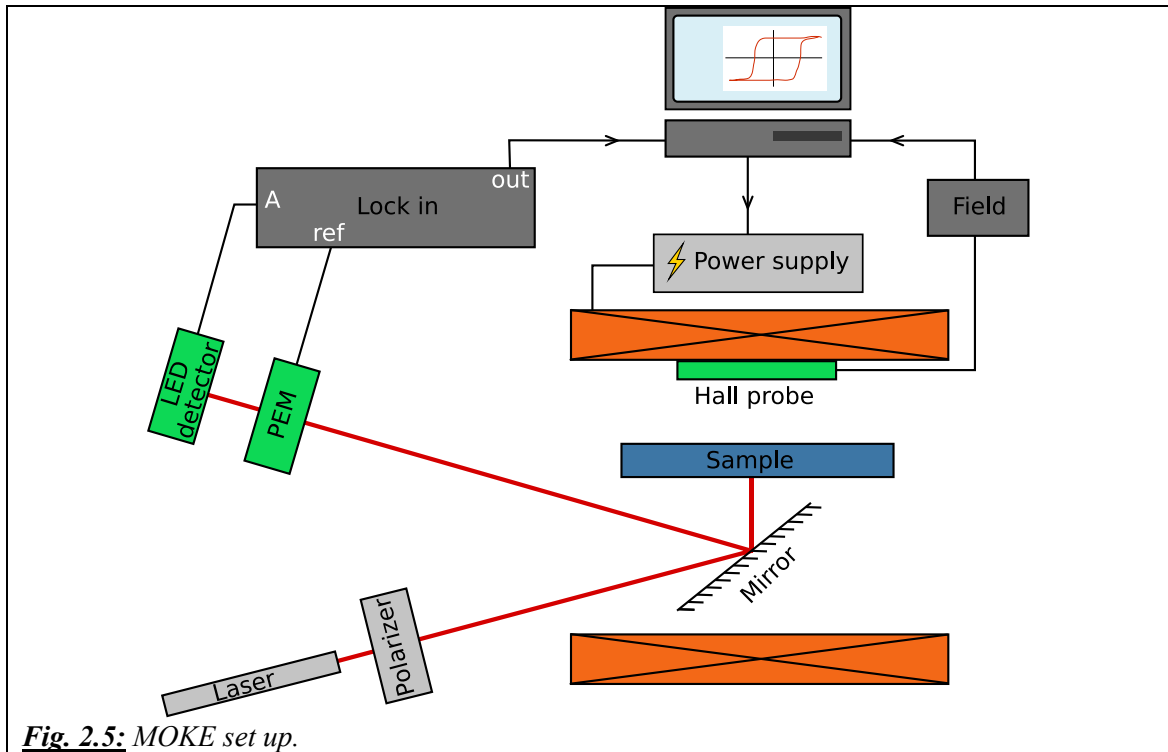 out
A
Lock in
ref
Field
Power supply
LED
detector
PEM
Hall probe
Sample
Mirror
Polarizer
Laser
Fig. 2.5: MOKE set up.